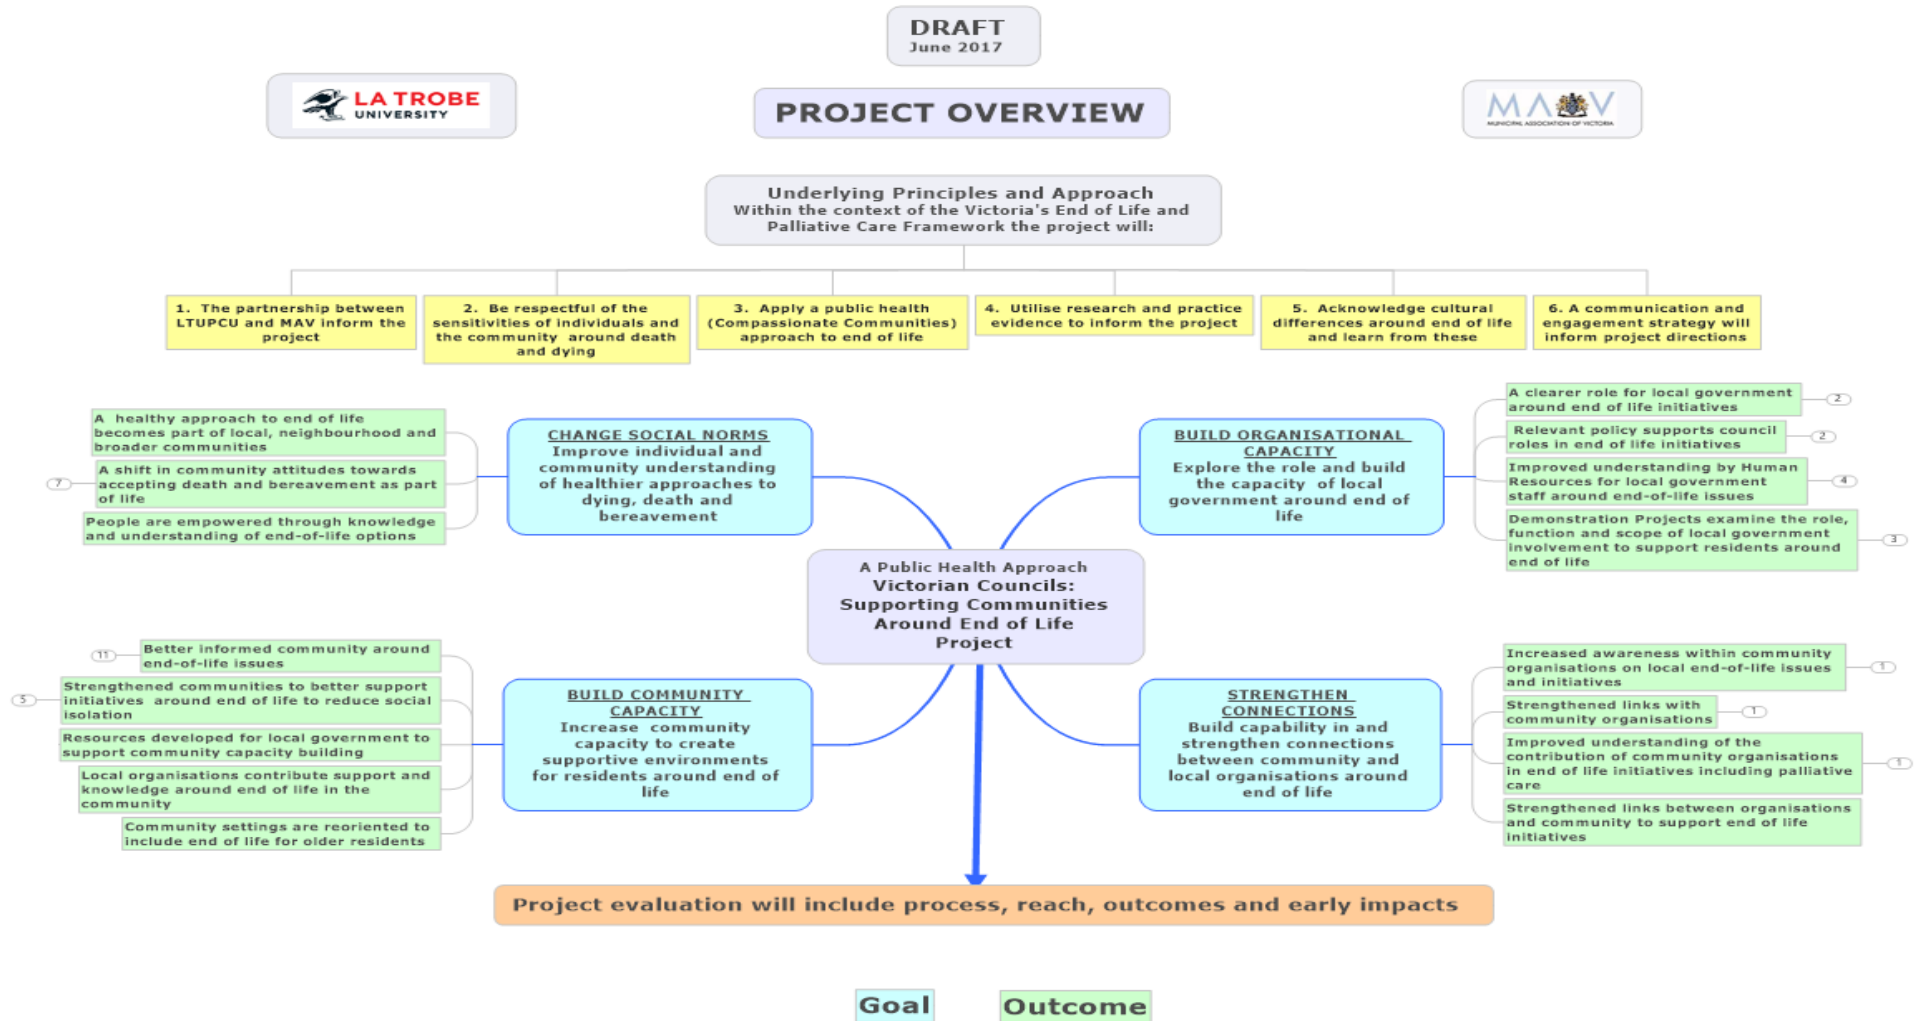 DRAFT
June 2017
LA TROBE
UNIVERSITY
PROJECT OVERVIEW
MAV
MUNICIPAL ASSOCIATION OF VICTORIA
Underlying Principles and Approach
Within the context of the Victoria's End of Life and
Palliative Care Framework the project will:
1. The partnership between
LTUPCU and MAV inform the
project
2. Be respectful of the
sensitivities of individuals and
the community around death
and dying
3. Apply a public health
(Compassionate Communities)
approach to end of life
4. Utilise research and practice
evidence to inform the project
5. Acknowledge cultural
differences around end of life
and learn from these
6. A communication and
engagement strategy will
inform project directions
A healthy approach to end of life
becomes part of local, neighbourhood and
broader communities
A shift in community attitudes towards
accepting death and bereavement as part
of life
7
People are empowered through knowledge
and understanding of end-of-life options
CHANGE SOCIAL NORMS
Improve individual and
community understanding
of healthier approaches to
dying, death and
bereavement
BUILD ORGANISATIONAL
CAPACITY
Explore the role and build
the capacity of local
government around end of
life
A clearer role for local government
around end of life initiatives
2
Relevant policy supports council
roles in end of life initiatives
2
Improved understanding by Human
Resources for local government
staff around end-of-life issues
4
Demonstration Projects examine the role,
function and scope of local government
involvement to support residents around
end of life
3
A Public Health Approach
Victorian Councils:
Supporting Communities
Around End of Life
Project
11
Better informed community around
end-of-life issues
5
Strengthened communities to better support
initiatives around end of life to reduce social
isolation
Resources developed for local government to
support community capacity building
Local organisations contribute support and
knowledge around end of life in the
community
Community settings are reoriented to
include end of life for older residents
BUILD COMMUNITY
CAPACITY
Increase community
capacity to create
supportive environments
for residents around end of
life
STRENGTHEN
CONNECTIONS
Build capability in and
strengthen connections
between community and
local organisations around
end of life
Increased awareness within community
organisations on local end-of-life issues
and initiatives
1
Strengthened links with
community organisations
1
Improved understanding of the
contribution of community organisations
in end of life initiatives including palliative
care
1
Strengthened links between organisations
and community to support end of life
initiatives
Project evaluation will include process, reach, outcomes and early impacts
Goal
Outcome